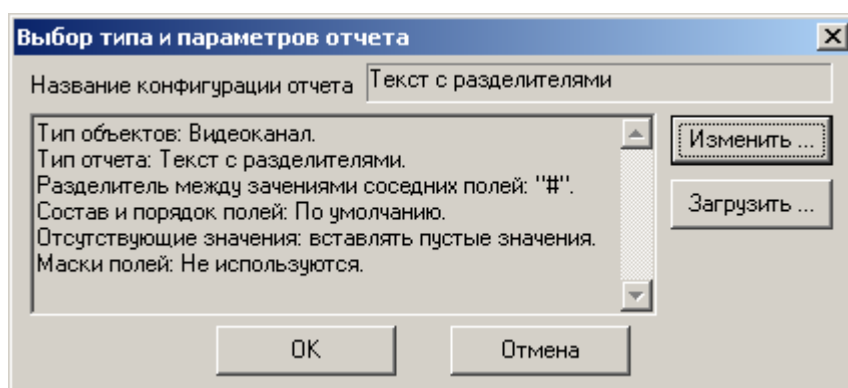 Выбор типа и параметров отчета
Название конфигурации отчета Текст с разделителями
Тип объектов: Видеоканал.
Тип отчета: Текст с разделителями.
Разделитель между зачениями соседних полей: "#".
Состав и порядок полей: По умолчанию.
Отсутствующие значения: вставлять пустые значения.
Маски полей: Не используются.
Изменить ...
Загрузить ...
OK Отмена